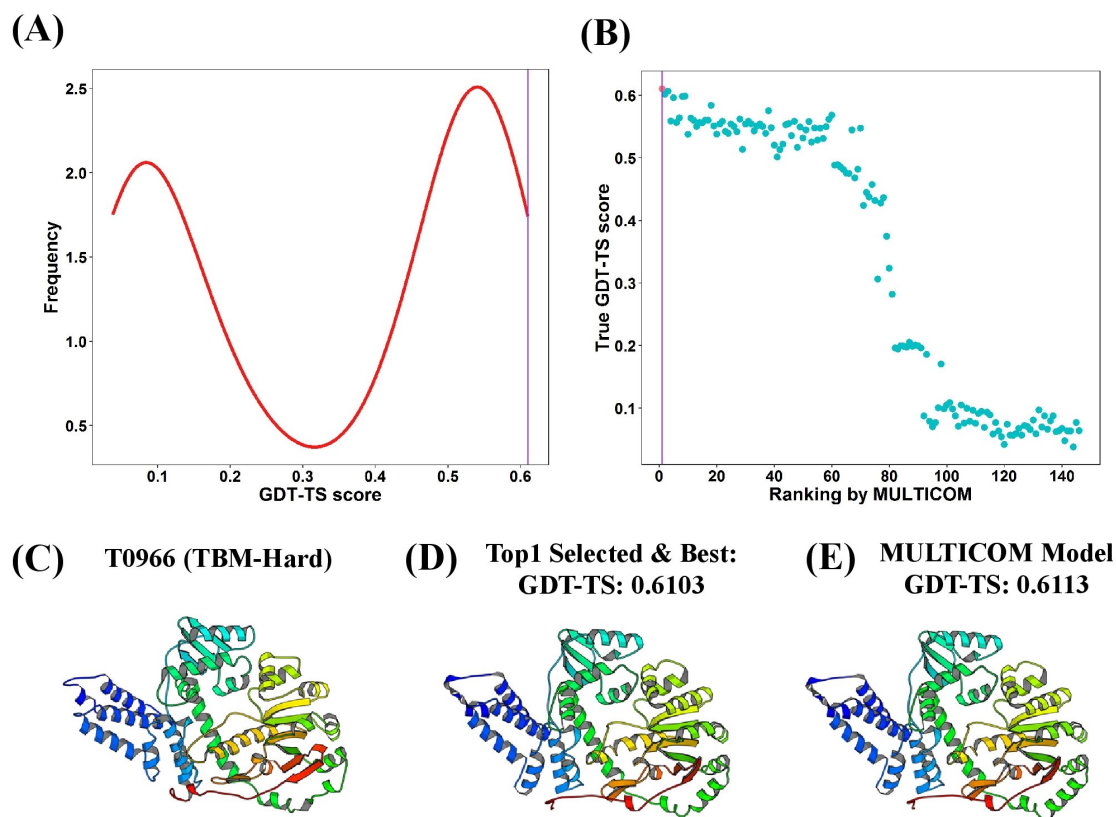 (A)
2.5
2.0
1.5
1.0
0.5
Frequency
0.1
0.2
0.3
0.4
0.5
0.6
GDT-TS score
(B)
0.6
0.5
0.4
0.3
0.2
0.1
True GDT-TS score
0
20
40
60
80
100
120
140
Ranking by MULTICOM
(C)
T0966 (TBM-Hard)
(D)
Top1 Selected & Best:
GDT-TS: 0.6103
(E)
MULTICOM Model
GDT-TS: 0.6113